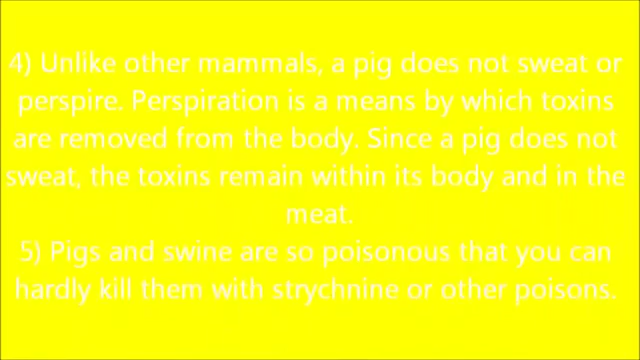 4) Unlike other mammals, a pig does not sweat or
perspire. Perspiration is a means by which toxins
are removed from the body. Since a pig does not
sweat, the toxins remain within its body and in the
meat.
5) Pigs and swine are so poisonous that you can
hardly kill them with strychnine or other poisons.